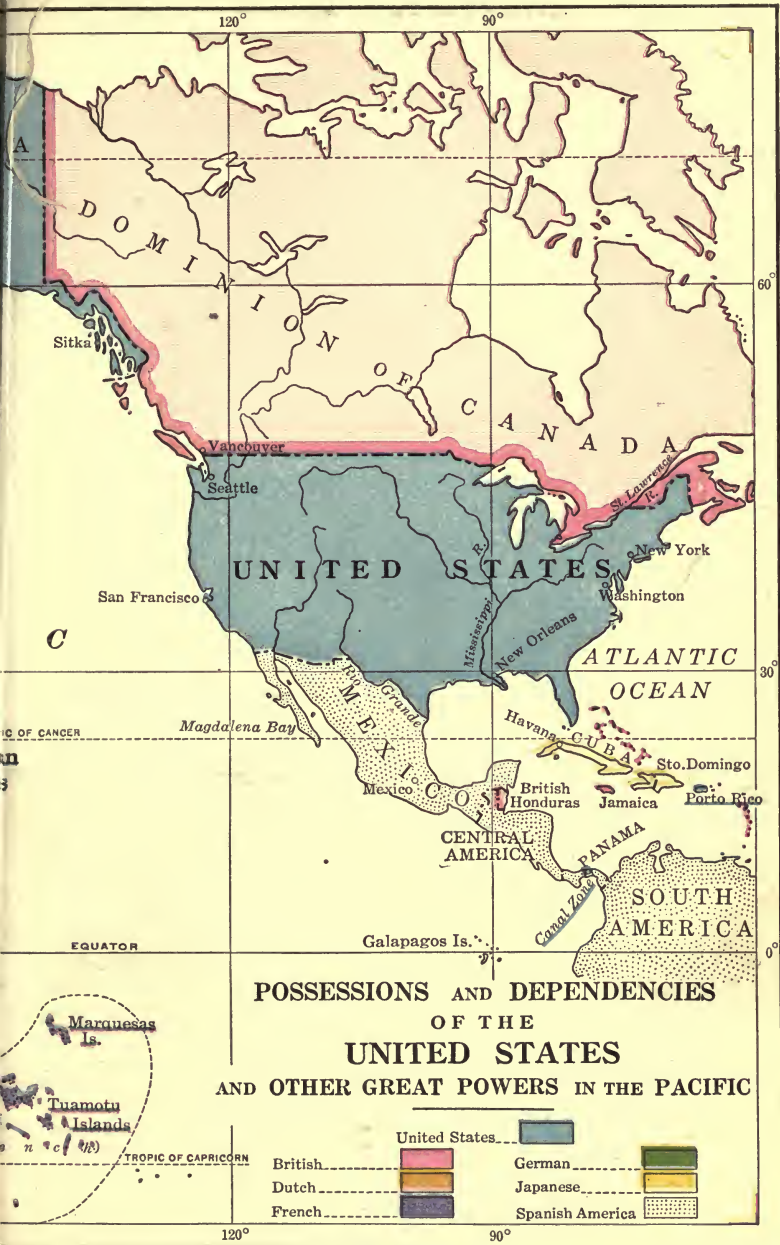 120°
90°
A
DOMINION OF CANADA
60°
Sitka
Vancouver
Seattle
St. Lawrence
R.
New York
UNITED STATES
R.
San Francisco
Washington
Mississippi
New Orleans
C
ATLANTIC
OCEAN
30°
Rio Grande
MEXICO
Magdalena Bay
Havana
CUBA
IC OF CANCER
an
s
Sto. Domingo
Mexico
British
Honduras
Jamaica
Porto Rico
CENTRAL
AMERICA
PANAMA
Canal Zone
SOUTH
AMERICA
EQUATOR
Galapagos Is.
0°
POSSESSIONS AND DEPENDENCIES
OF THE
UNITED STATES
AND OTHER GREAT POWERS IN THE PACIFIC
Marquesas
Is.
Tuamotu
Islands
n c h)
TROPIC OF CAPRICORN
United States
British
German
Dutch
Japanese
French
Spanish America
120°
90°